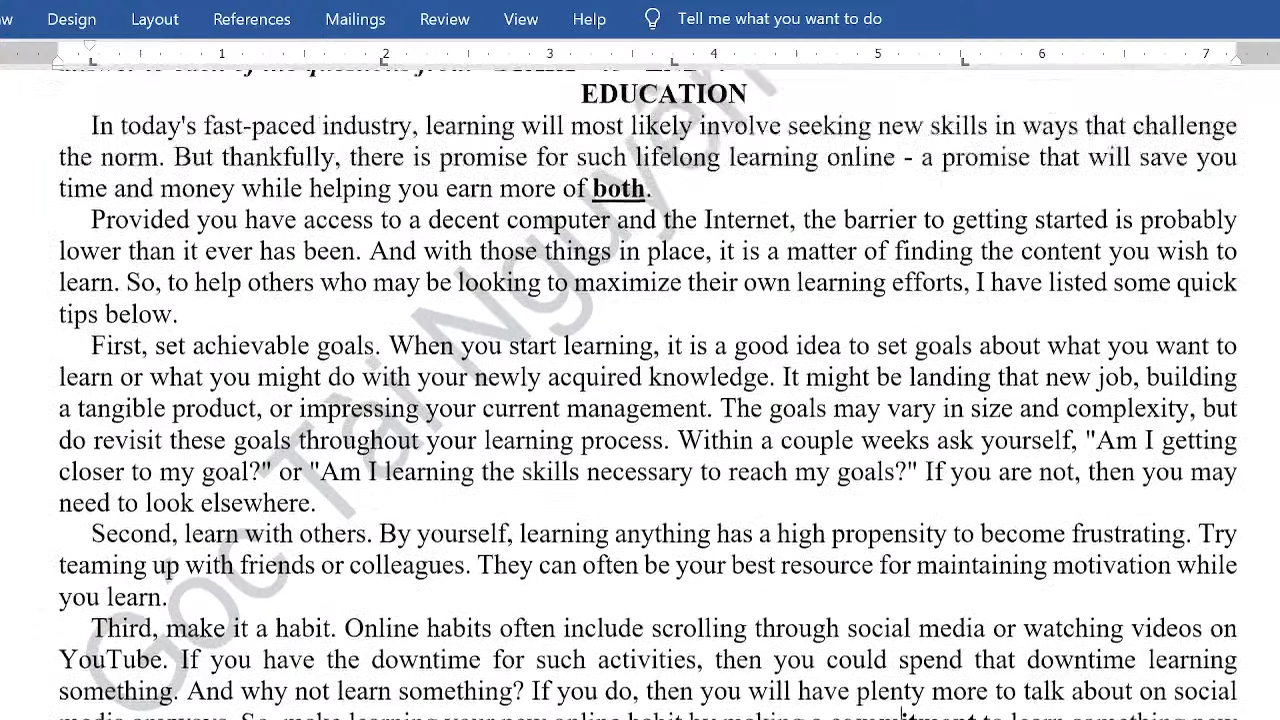 Design Layout References Mailings Review View Help Tell me what you want to do
1 2 3 4 5 6 7
EDUCATION
In today's fast-paced industry, learning will most likely involve seeking new skills in ways that challenge
the norm. But thankfully, there is promise for such lifelong learning online - a promise that will save you
time and money while helping you earn more of both.
Provided you have access to a decent computer and the Internet, the barrier to getting started is probably
lower than it ever has been. And with those things in place, it is a matter of finding the content you wish to
learn. So, to help others who may be looking to maximize their own learning efforts, I have listed some quick
tips below.
First, set achievable goals. When you start learning, it is a good idea to set goals about what you want to
learn or what you might do with your newly acquired knowledge. It might be landing that new job, building
a tangible product, or impressing your current management. The goals may vary in size and complexity, but
do revisit these goals throughout your learning process. Within a couple weeks ask yourself, "Am I getting
closer to my goal?" or "Am I learning the skills necessary to reach my goals?" If you are not, then you may
need to look elsewhere.
Second, learn with others. By yourself, learning anything has a high propensity to become frustrating. Try
teaming up with friends or colleagues. They can often be your best resource for maintaining motivation while
you learn.
Third, make it a habit. Online habits often include scrolling through social media or watching videos on
YouTube. If you have the downtime for such activities, then you could spend that downtime learning
something. And why not learn something? If you do, then you will have plenty more to talk about on social
Góc Tài Nguyên